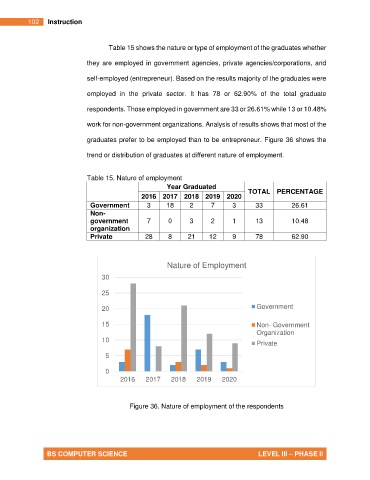 102 Instruction
Table 15 shows the nature or type of employment of the graduates whether
they are employed in government agencies, private agencies/corporations, and
self-employed (entrepreneur). Based on the results majority of the graduates were
employed in the private sector. It has 78 or 62.90% of the total graduate
respondents. Those employed in government are 33 or 26.61% while 13 or 10.48%
work for non-government organizations. Analysis of results shows that most of the
graduates prefer to be employed than to be entrepreneur. Figure 36 shows the
trend or distribution of graduates at different nature of employment.
Table 15. Nature of employment
Year Graduated TOTAL PERCENTAGE
2016 2017 2018 2019 2020
Government 3 18 2 7 3 33 26.61
Non-
government 7 0 3 2 1 13 10.48
organization
Private 28 8 21 12 9 78 62.90
Nature of Employment
30
25
20 Government
15 Non- Government
Organization
10 Private
5
0
2016 2017 2018 2019 2020
Figure 36. Nature of employment of the respondents
BS COMPUTER SCIENCE LEVEL III – PHASE II